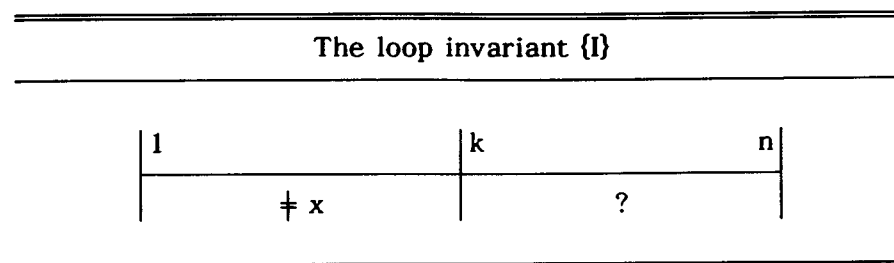 The loop invariant {I}
1 k n
≠ x ?